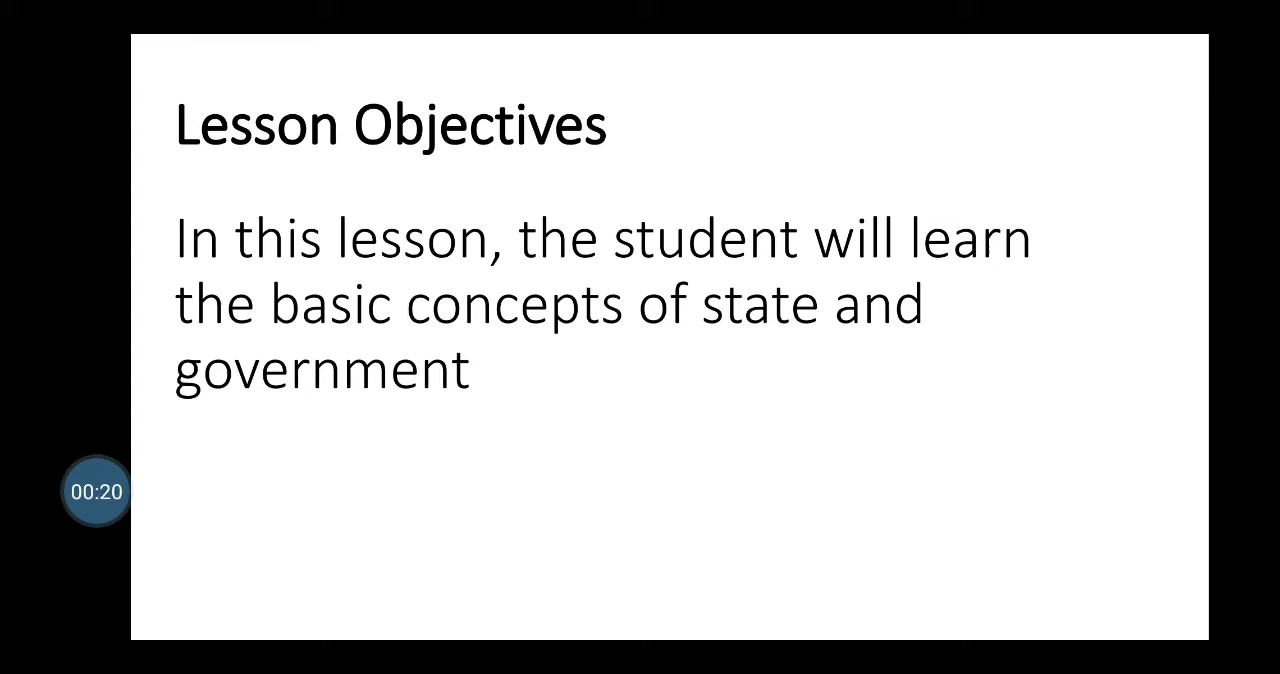 Lesson Objectives
In this lesson, the student will learn
the basic concepts of state and
government
00:20